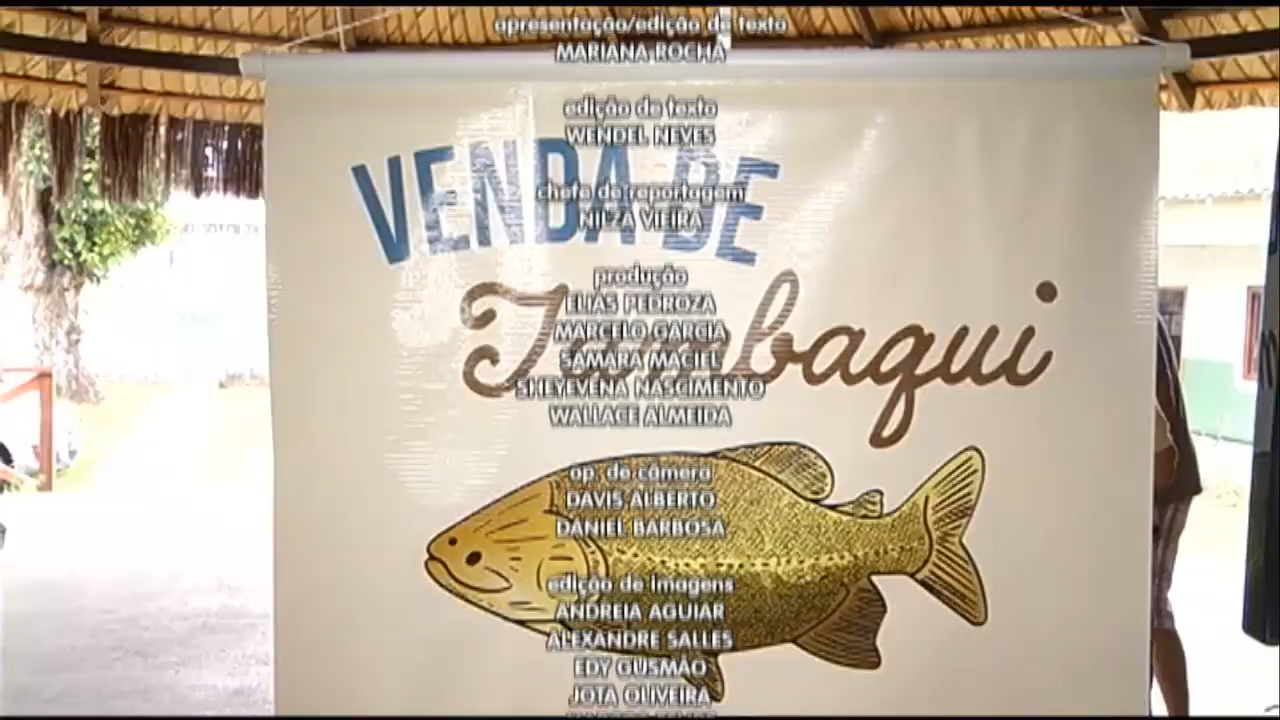 apresentação/edição de texto
MARIANA ROCHA
edição de texto
WENDEL NEVES
chefe de reportagem
NILZA VIEIRA
produção
ELIAS PEDROZA
MARCELO GARCIA
SAMARA MACIEL
SHEYEVENA NASCIMENTO
WALLACE ALMEIDA
op. de câmera
DAVIS ALBERTO
DANIEL BARBOSA
edição de imagens
ANDREIA AGUIAR
ALEXANDRE SALLES
EDY GUSMÃO
JOTA OLIVEIRA
VENDA DE
Tambaqui